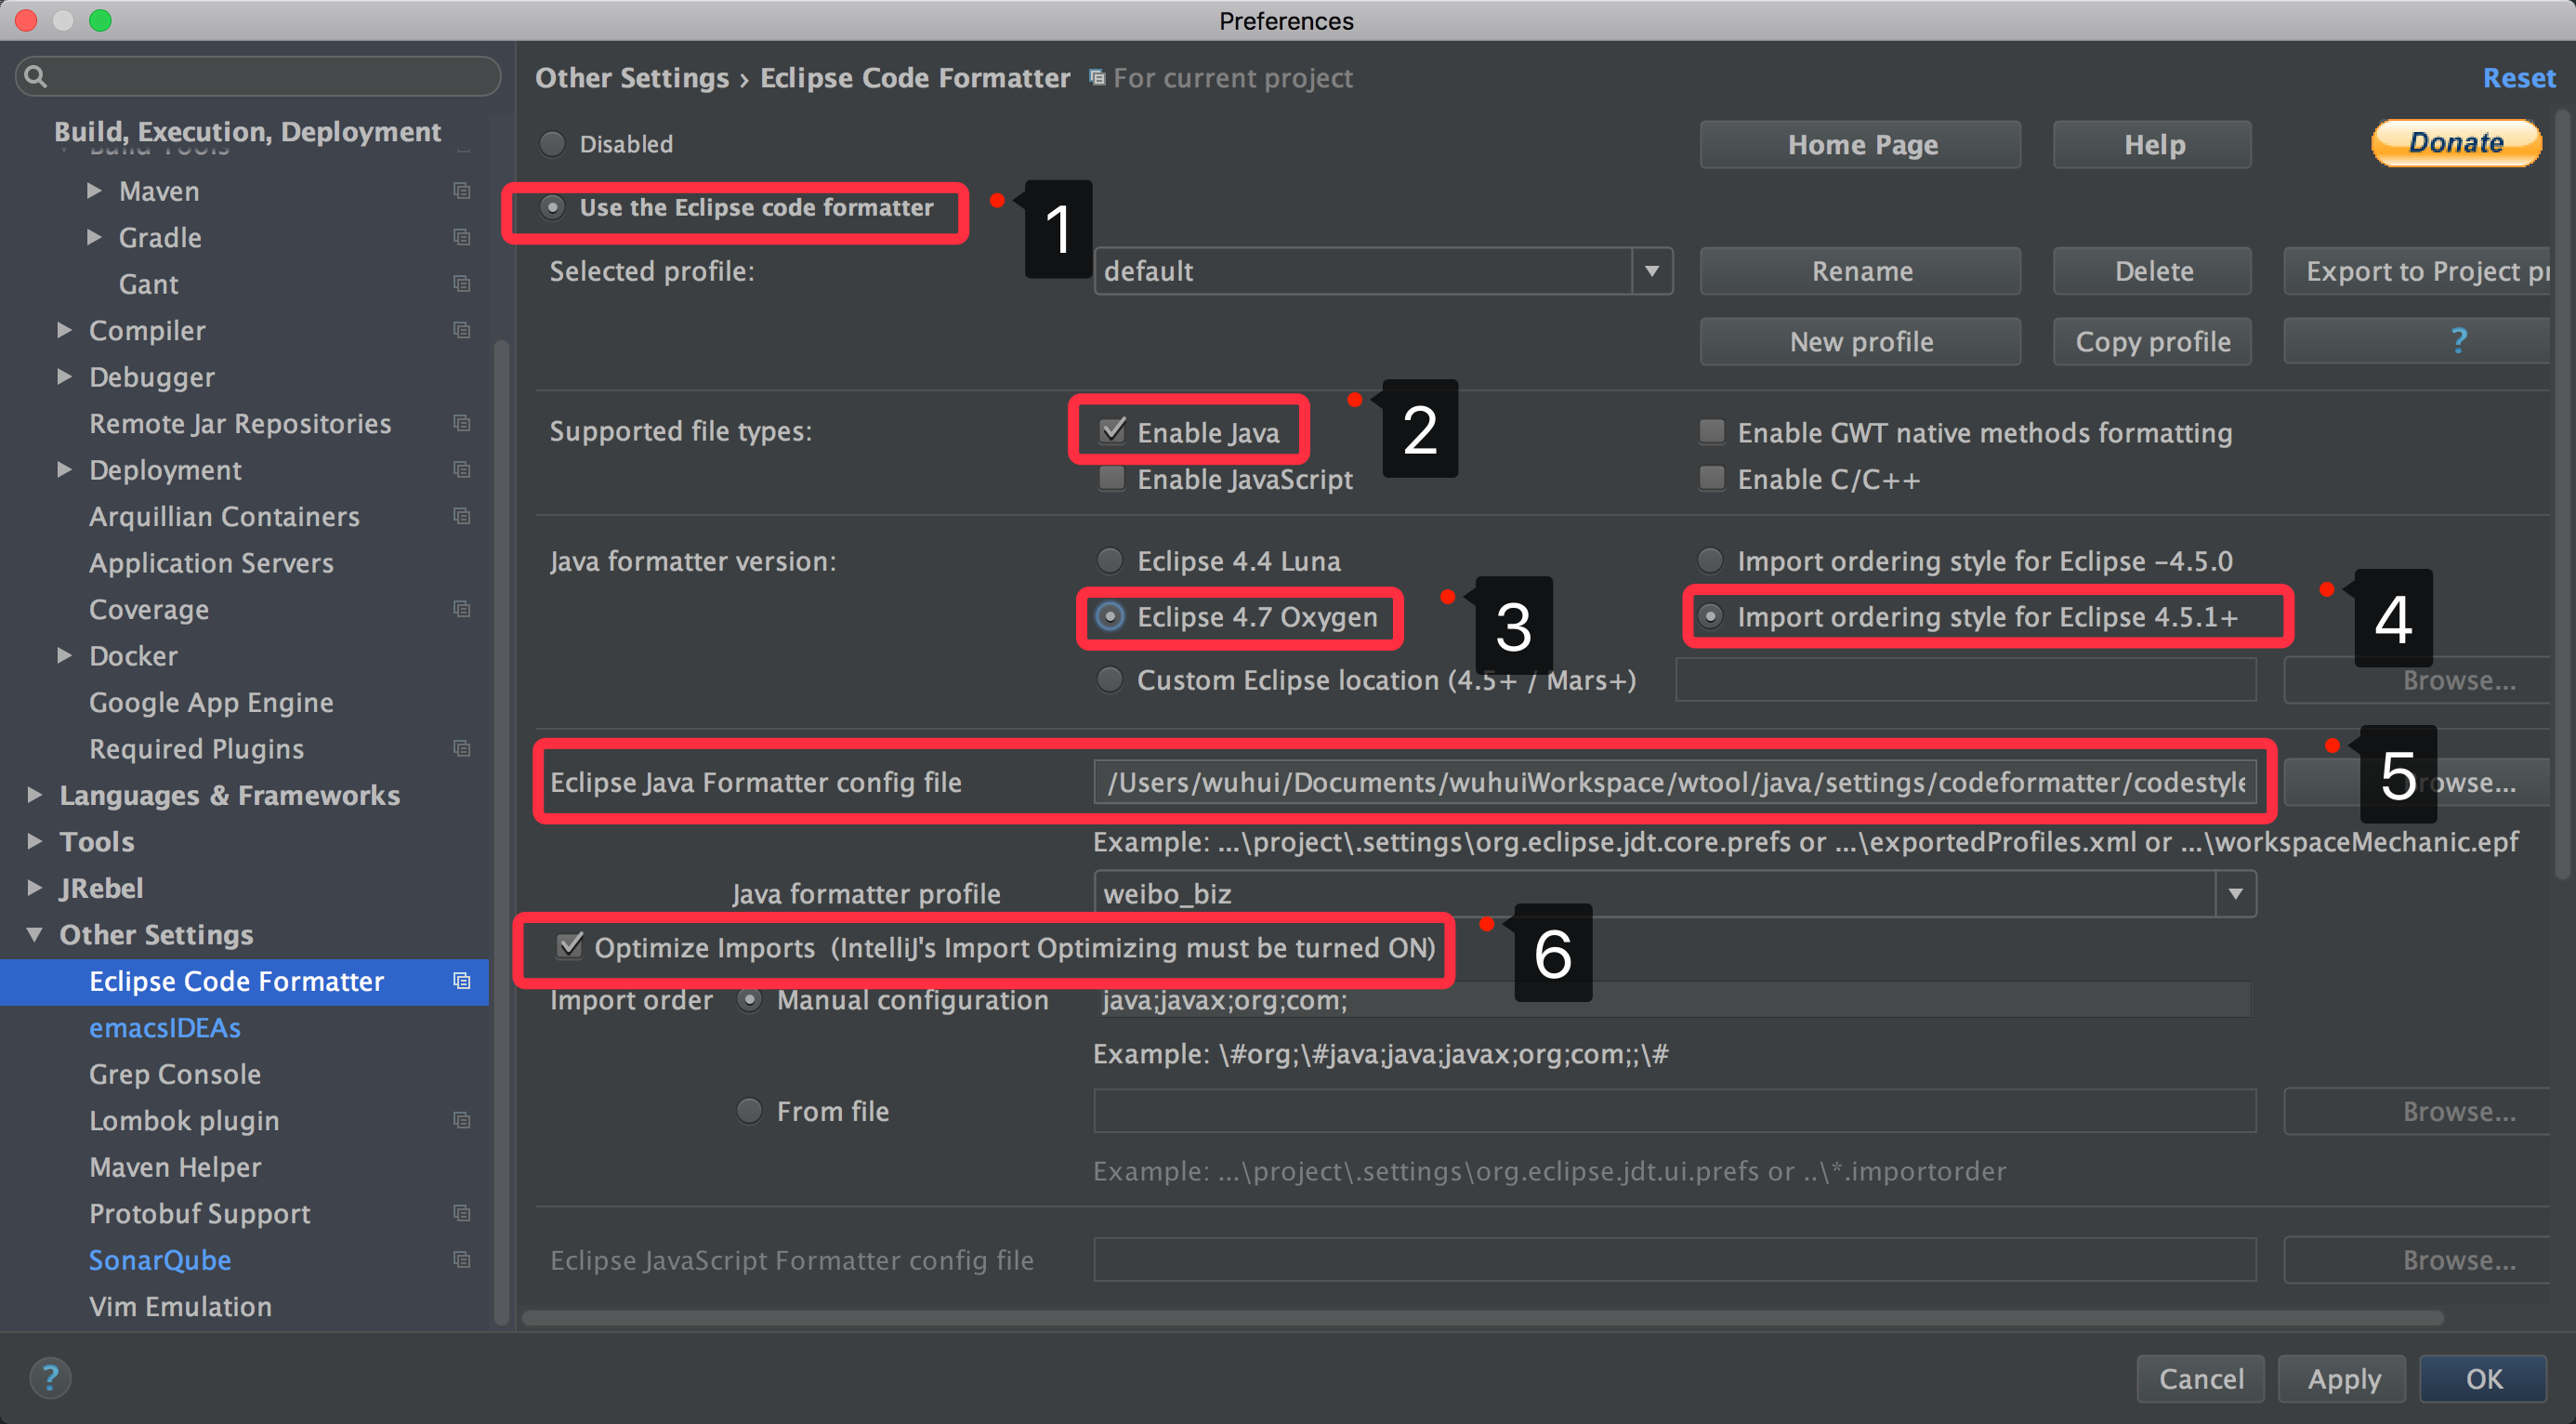 Preferences
Build, Execution, Deployment
Maven
Gradle
Gant
Compiler
Debugger
Remote Jar Repositories
Deployment
Arquillian Containers
Application Servers
Coverage
Docker
Google App Engine
Required Plugins
Languages & Frameworks
Tools
JRebel
Other Settings
Eclipse Code Formatter
emacsIDEAs
Grep Console
Lombok plugin
Maven Helper
Protobuf Support
SonarQube
Vim Emulation
Other Settings › Eclipse Code Formatter For current project Reset
Disabled Home Page Help Donate
Use the Eclipse code formatter 1
Selected profile: default Rename Delete Export to Project
New profile Copy profile ?
Supported file types: Enable Java 2 Enable GWT native methods formatting
Enable JavaScript Enable C/C++
Java formatter version: Eclipse 4.4 Luna Import ordering style for Eclipse -4.5.0
Eclipse 4.7 Oxygen 3 Import ordering style for Eclipse 4.5.1+ 4
Custom Eclipse location (4.5+ / Mars+) Browse...
Eclipse Java Formatter config file /Users/wuhui/Documents/wuhuiWorkspace/wtool/java/settings/codeformatter/codestyle 5
Example: ...\project\.settings\org.eclipse.jdt.core.prefs or ...\exportedProfiles.xml or ...\workspaceMechanic.epf
Java formatter profile weibo_biz
Optimize Imports (IntelliJ's Import Optimizing must be turned ON) 6
Import order Manual configuration java;javax;org;com;
Example: \#org;\#java;java;javax;org;com;;\#
From file Browse...
Example: ...\project\.settings\org.eclipse.jdt.ui.prefs or ..\*.importorder
Eclipse JavaScript Formatter config file Browse...
? Cancel Apply OK